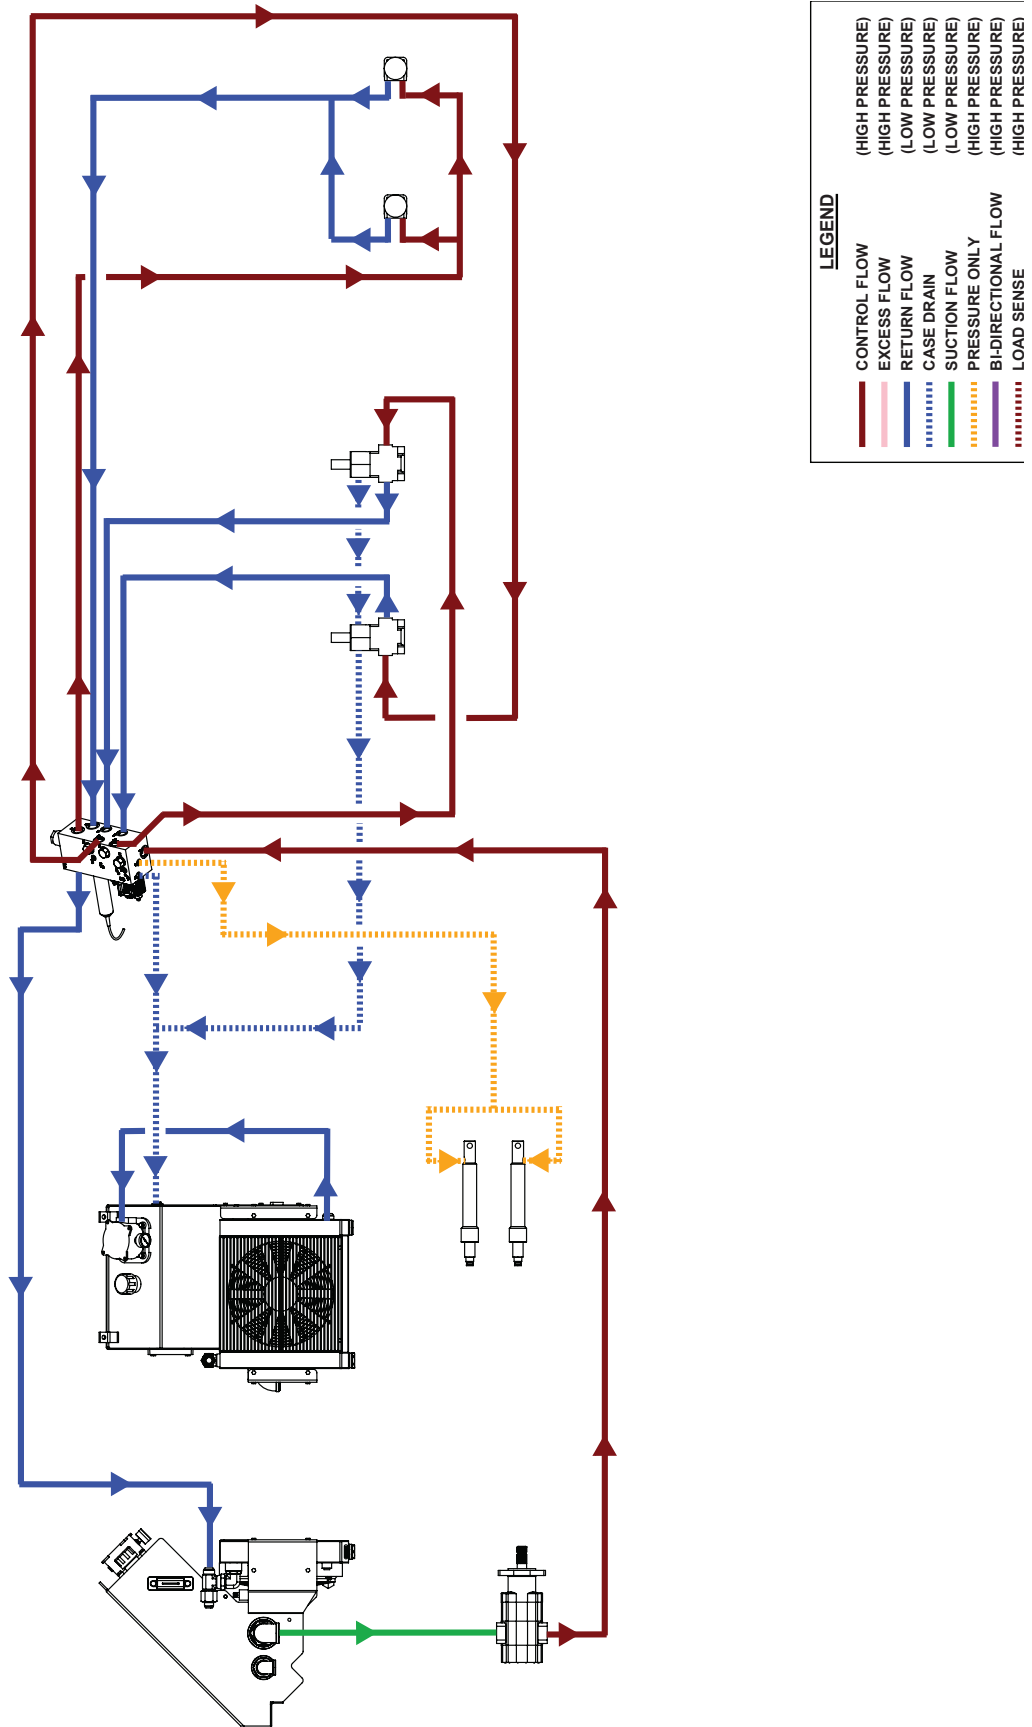 LEGEND
CONTROL FLOW (HIGH PRESSURE)
EXCESS FLOW (HIGH PRESSURE)
RETURN FLOW (LOW PRESSURE)
CASE DRAIN (LOW PRESSURE)
SUCTION FLOW (LOW PRESSURE)
PRESSURE ONLY (HIGH PRESSURE)
BI-DIRECTIONAL FLOW (HIGH PRESSURE)
LOAD SENSE (HIGH PRESSURE)